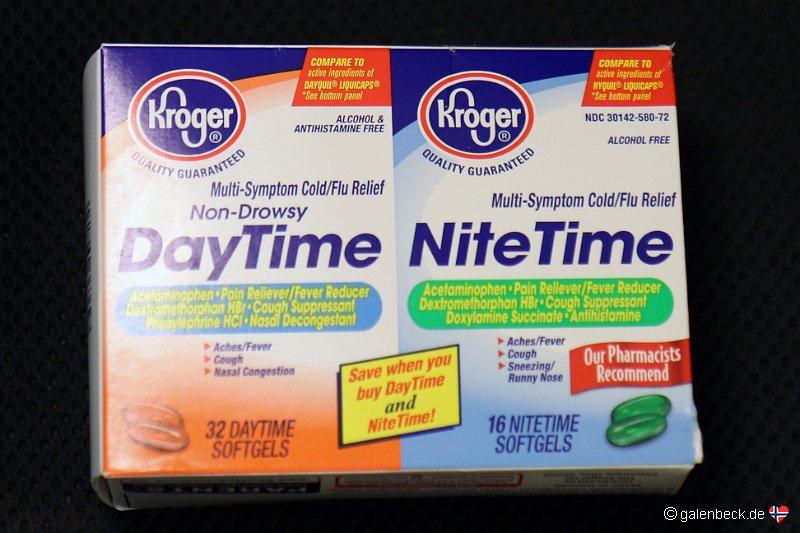 Kroger®
QUALITY GUARANTEED
COMPARE TO
active ingredients of
DAYQUIL® LIQUICAPS®
*See bottom panel
ALCOHOL &
ANTIHISTAMINE FREE
Multi-Symptom Cold/Flu Relief
Non-Drowsy
DayTime
Acetaminophen • Pain Reliever/Fever Reducer
Dextromethorphan HBr • Cough Suppressant
Phenylephrine HCl • Nasal Decongestant
Aches/Fever
Cough
Nasal Congestion
32 DAYTIME
SOFTGELS
Save when you
buy DayTime
and
NiteTime!
Kroger®
QUALITY GUARANTEED
COMPARE TO
active ingredients of
NYQUIL® LIQUICAPS®
*See bottom panel
NDC 30142-580-72
ALCOHOL FREE
Multi-Symptom Cold/Flu Relief
NiteTime
Acetaminophen • Pain Reliever/Fever Reducer
Dextromethorphan HBr • Cough Suppressant
Doxylamine Succinate • Antihistamine
Aches/Fever
Cough
Sneezing/
Runny Nose
Our Pharmacists
Recommend
16 NITETIME
SOFTGELS
PARENTS
© galenbeck.de